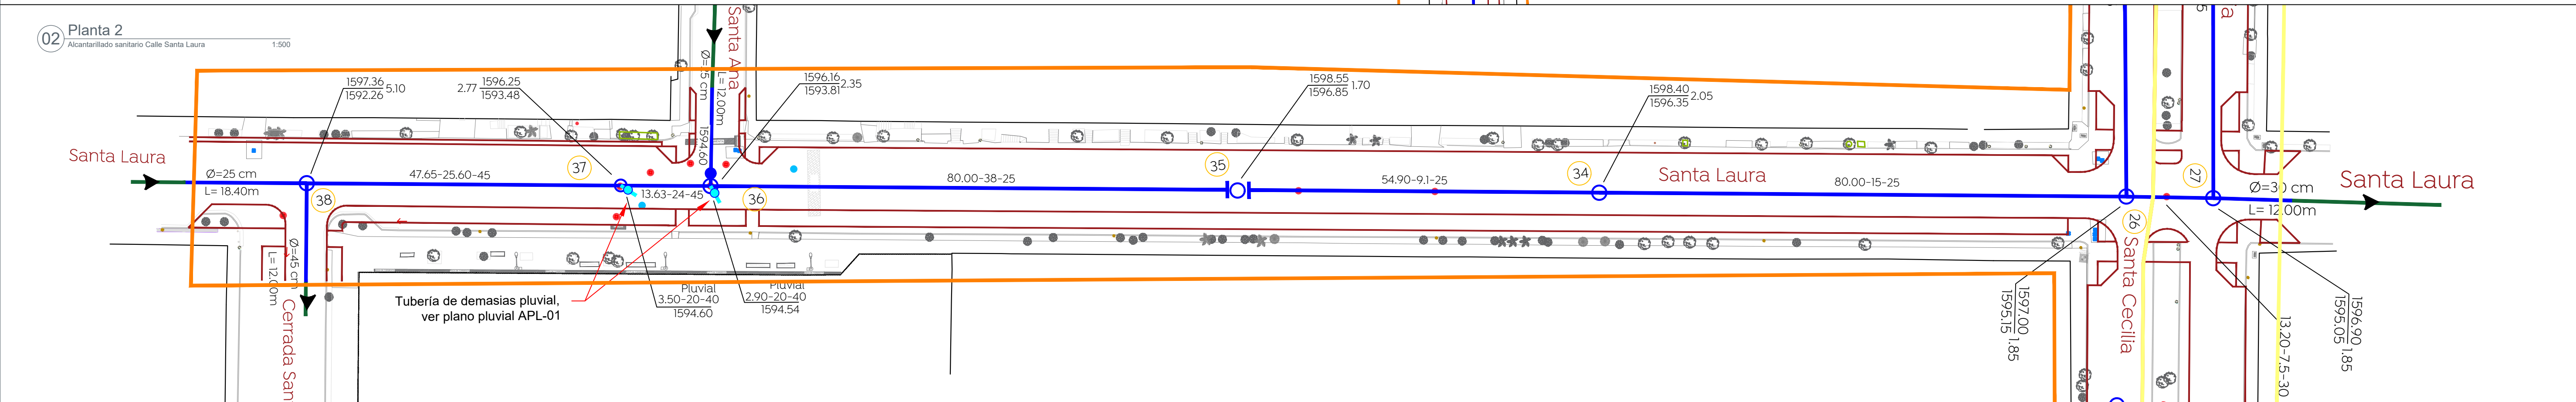 02
Planta 2
Alcantarillado sanitario Calle Santa Laura
1:500
Santa Ana
Ø=45 cm
L= 12.00m
1594.60
1597.36
1592.26
5.10
2.77
1596.25
1593.48
1596.16
1593.81
2.35
1598.55
1596.85
1.70
1598.40
1596.35
2.05
Santa Laura
Ø=25 cm
L= 18.40m
47.65-25.60-45
37
13.63-24-45
36
38
80.00-38-25
35
54.90-9.1-25
34
Santa Laura
80.00-15-25
26
27
Ø=30 cm
L= 12.00m
Santa Laura
Ø=45 cm
L= 12.00m
Cerrada San
Tubería de demasias pluvial,
ver plano pluvial APL-01
Pluvial
3.50-20-40
1594.60
Pluvial
2.90-20-40
1594.54
Santa Cecilia
1597.00
1595.15
1.85
1596.90
1595.05
1.85
13.20-7.5-30